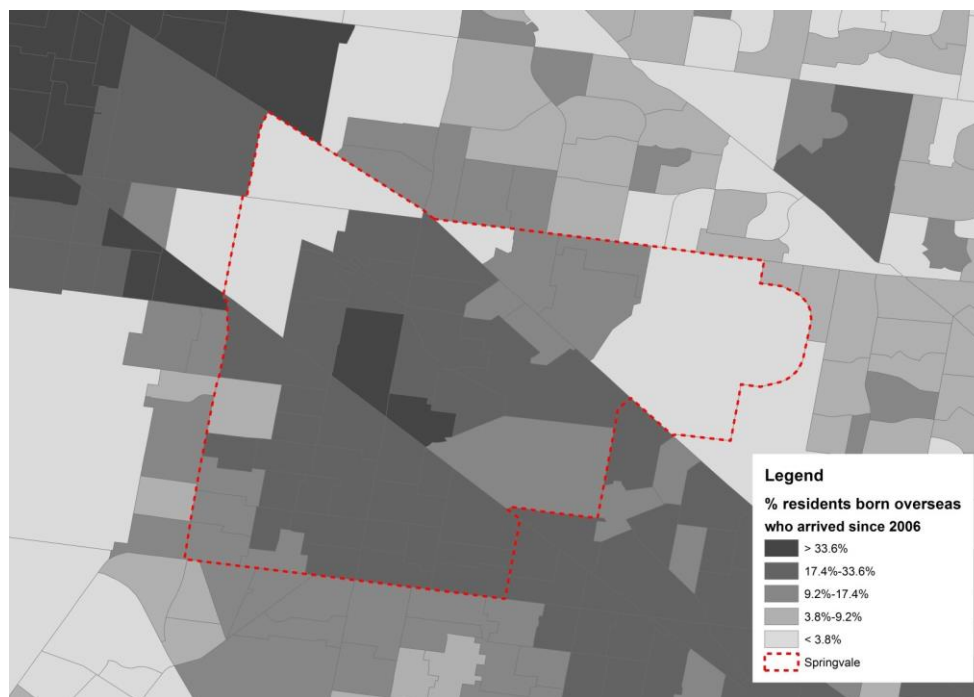 Legend
% residents born overseas
who arrived since 2006
> 33.6%
17.4%-33.6%
9.2%-17.4%
3.8%-9.2%
< 3.8%
Springvale